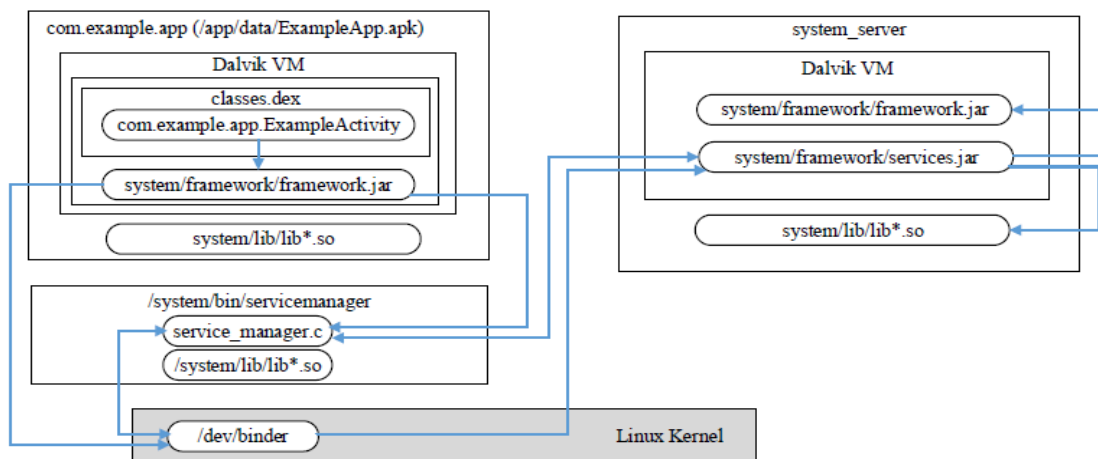 com.example.app (/app/data/ExampleApp.apk)
Dalvik VM
classes.dex
com.example.app.ExampleActivity
system/framework/framework.jar
system/lib/lib*.so
/system/bin/servicemanager
service_manager.c
/system/lib/lib*.so
/dev/binder
Linux Kernel
system_server
Dalvik VM
system/framework/framework.jar
system/framework/services.jar
system/lib/lib*.so